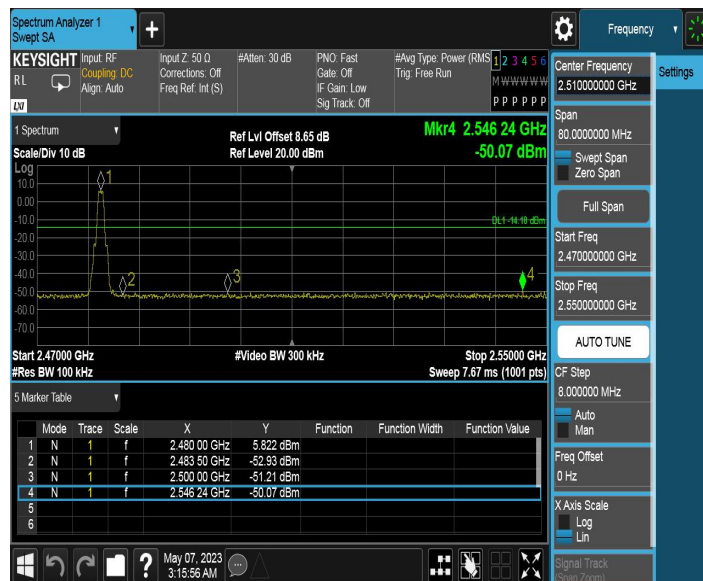 Spectrum Analyzer 1
Swept SA
+
Frequency
Settings
KEYSIGHT
RL
LXI
Input: RF
Coupling: DC
Align: Auto
Input Z: 50 Ω
Corrections: Off
Freq Ref: Int (S)
#Atten: 30 dB
PNO: Fast
Gate: Off
IF Gain: Low
Sig Track: Off
#Avg Type: Power (RMS
Trig: Free Run
1 2 3 4 5 6
M W W W W W
P P P P P P
1 Spectrum
Scale/Div 10 dB
Ref Lvl Offset 8.65 dB
Ref Level 20.00 dBm
Mkr4 2.546 24 GHz
-50.07 dBm
Log
10.0
0.00
-10.0
-20.0
-30.0
-40.0
-50.0
-60.0
-70.0
1
2
3
4
DL1 -14.18 dBm
Start 2.47000 GHz
#Res BW 100 kHz
#Video BW 300 kHz
Stop 2.55000 GHz
Sweep 7.67 ms (1001 pts)
5 Marker Table
Mode Trace Scale X Y Function Function Width Function Value
1 N 1 f 2.480 00 GHz 5.822 dBm
2 N 1 f 2.483 50 GHz -52.93 dBm
3 N 1 f 2.500 00 GHz -51.21 dBm
4 N 1 f 2.546 24 GHz -50.07 dBm
5
6
May 07, 2023
3:15:56 AM
?
Center Frequency
2.510000000 GHz
Span
80.0000000 MHz
Swept Span
Zero Span
Full Span
Start Freq
2.470000000 GHz
Stop Freq
2.550000000 GHz
AUTO TUNE
CF Step
8.000000 MHz
Auto
Man
Freq Offset
0 Hz
X Axis Scale
Log
Lin
Signal Track
(Span Zoom)